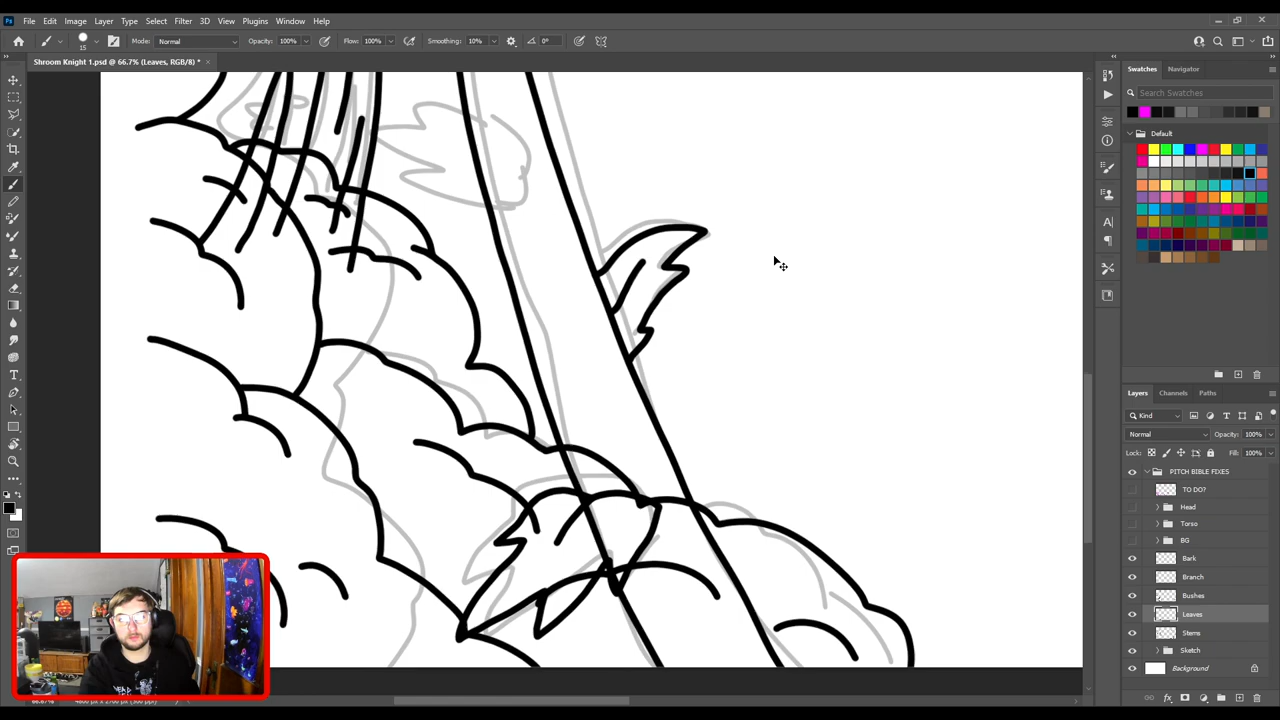 Ps File Edit Image Layer Type Select Filter 3D View Plugins Window Help
15 Mode: Normal Opacity: 100% Flow: 100% Smoothing: 10% 0°
Shroom Knight 1.psd @ 66.7% (Leaves, RGB/8) *
Swatches Navigator
Search Swatches
Default
Layers Channels Paths
Kind
Normal Opacity: 100%
Lock: Fill: 100%
PITCH BIBLE FIXES
TO DO?
Head
Torso
BG
Bark
Branch
Bushes
Leaves
Stems
Sketch
Background